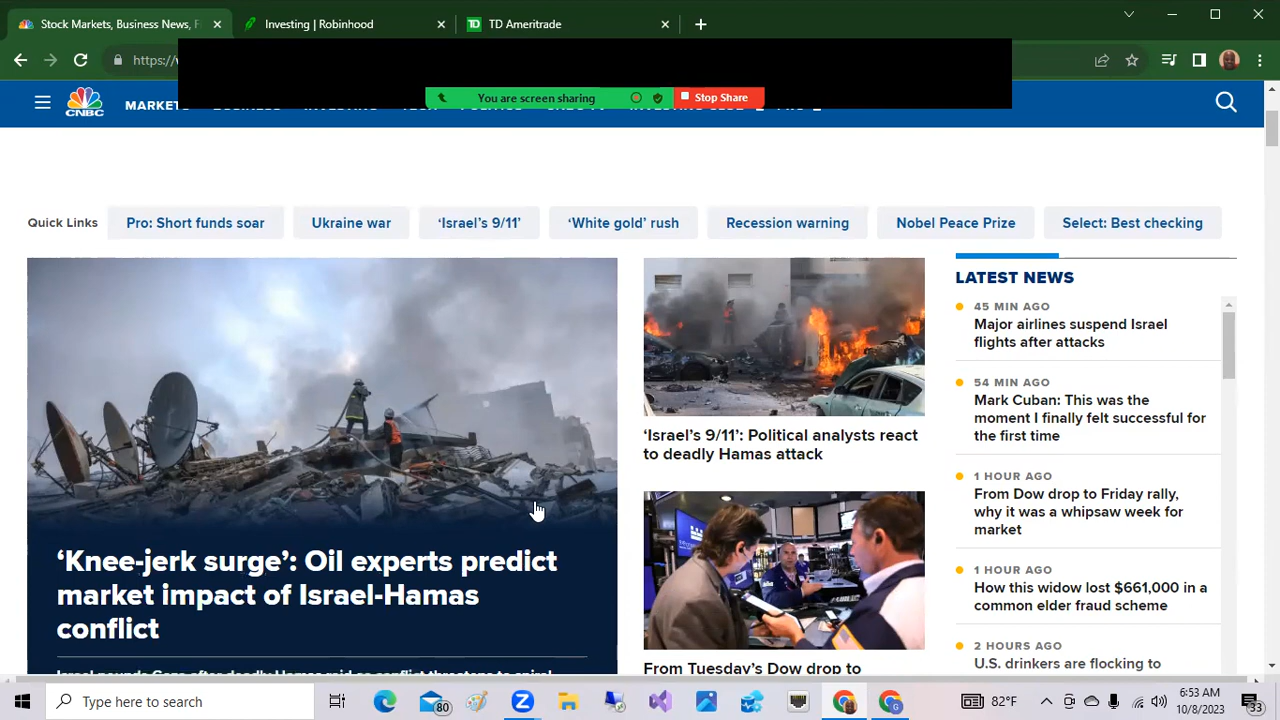 Stock Markets, Business News, F
Investing | Robinhood
TD
TD Ameritrade
https://w
You are screen sharing
Stop Share
CNBC
MARKETS
Quick Links
Pro: Short funds soar
Ukraine war
‘Israel’s 9/11’
‘White gold’ rush
Recession warning
Nobel Peace Prize
Select: Best checking
‘Knee-jerk surge’: Oil experts predict
market impact of Israel-Hamas
conflict
‘Israel’s 9/11’: Political analysts react
to deadly Hamas attack
From Tuesday’s Dow drop to
LATEST NEWS
45 MIN AGO
Major airlines suspend Israel
flights after attacks
54 MIN AGO
Mark Cuban: This was the
moment I finally felt successful for
the first time
1 HOUR AGO
From Dow drop to Friday rally,
why it was a whipsaw week for
market
1 HOUR AGO
How this widow lost $661,000 in a
common elder fraud scheme
2 HOURS AGO
U.S. drinkers are flocking to
Type here to search
80
82°F
6:53 AM
10/8/2023
33